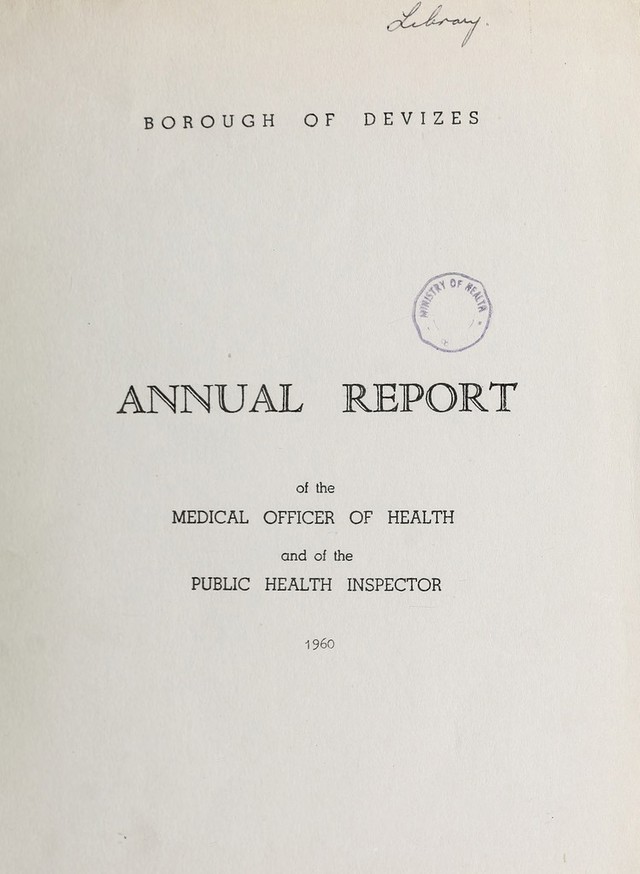 Library.
BOROUGH OF DEVIZES
MINISTRY OF HEALTH
ANNUAL REPORT
of the
MEDICAL OFFICER OF HEALTH
and of the
PUBLIC HEALTH INSPECTOR
1960